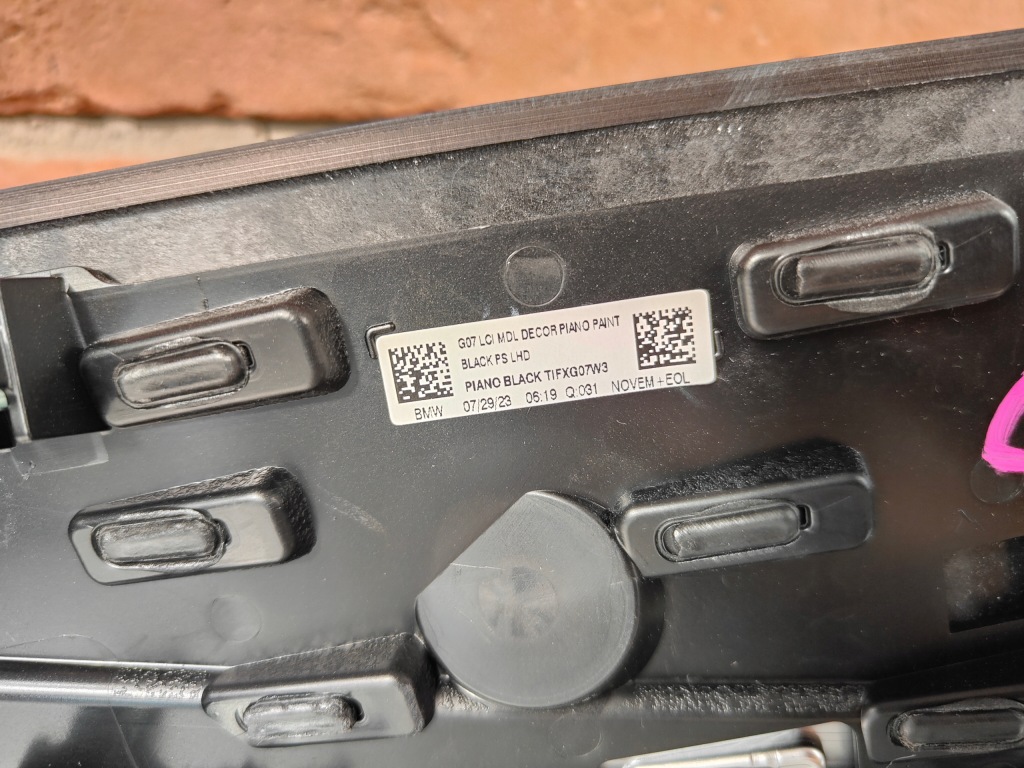 G07 LCI MDL DECOR PIANO PAINT
BLACK PS LHD
PIANO BLACK TIFXG07W3
BMW 07/29/23 05:19 Q:031 NOVEM+EOL